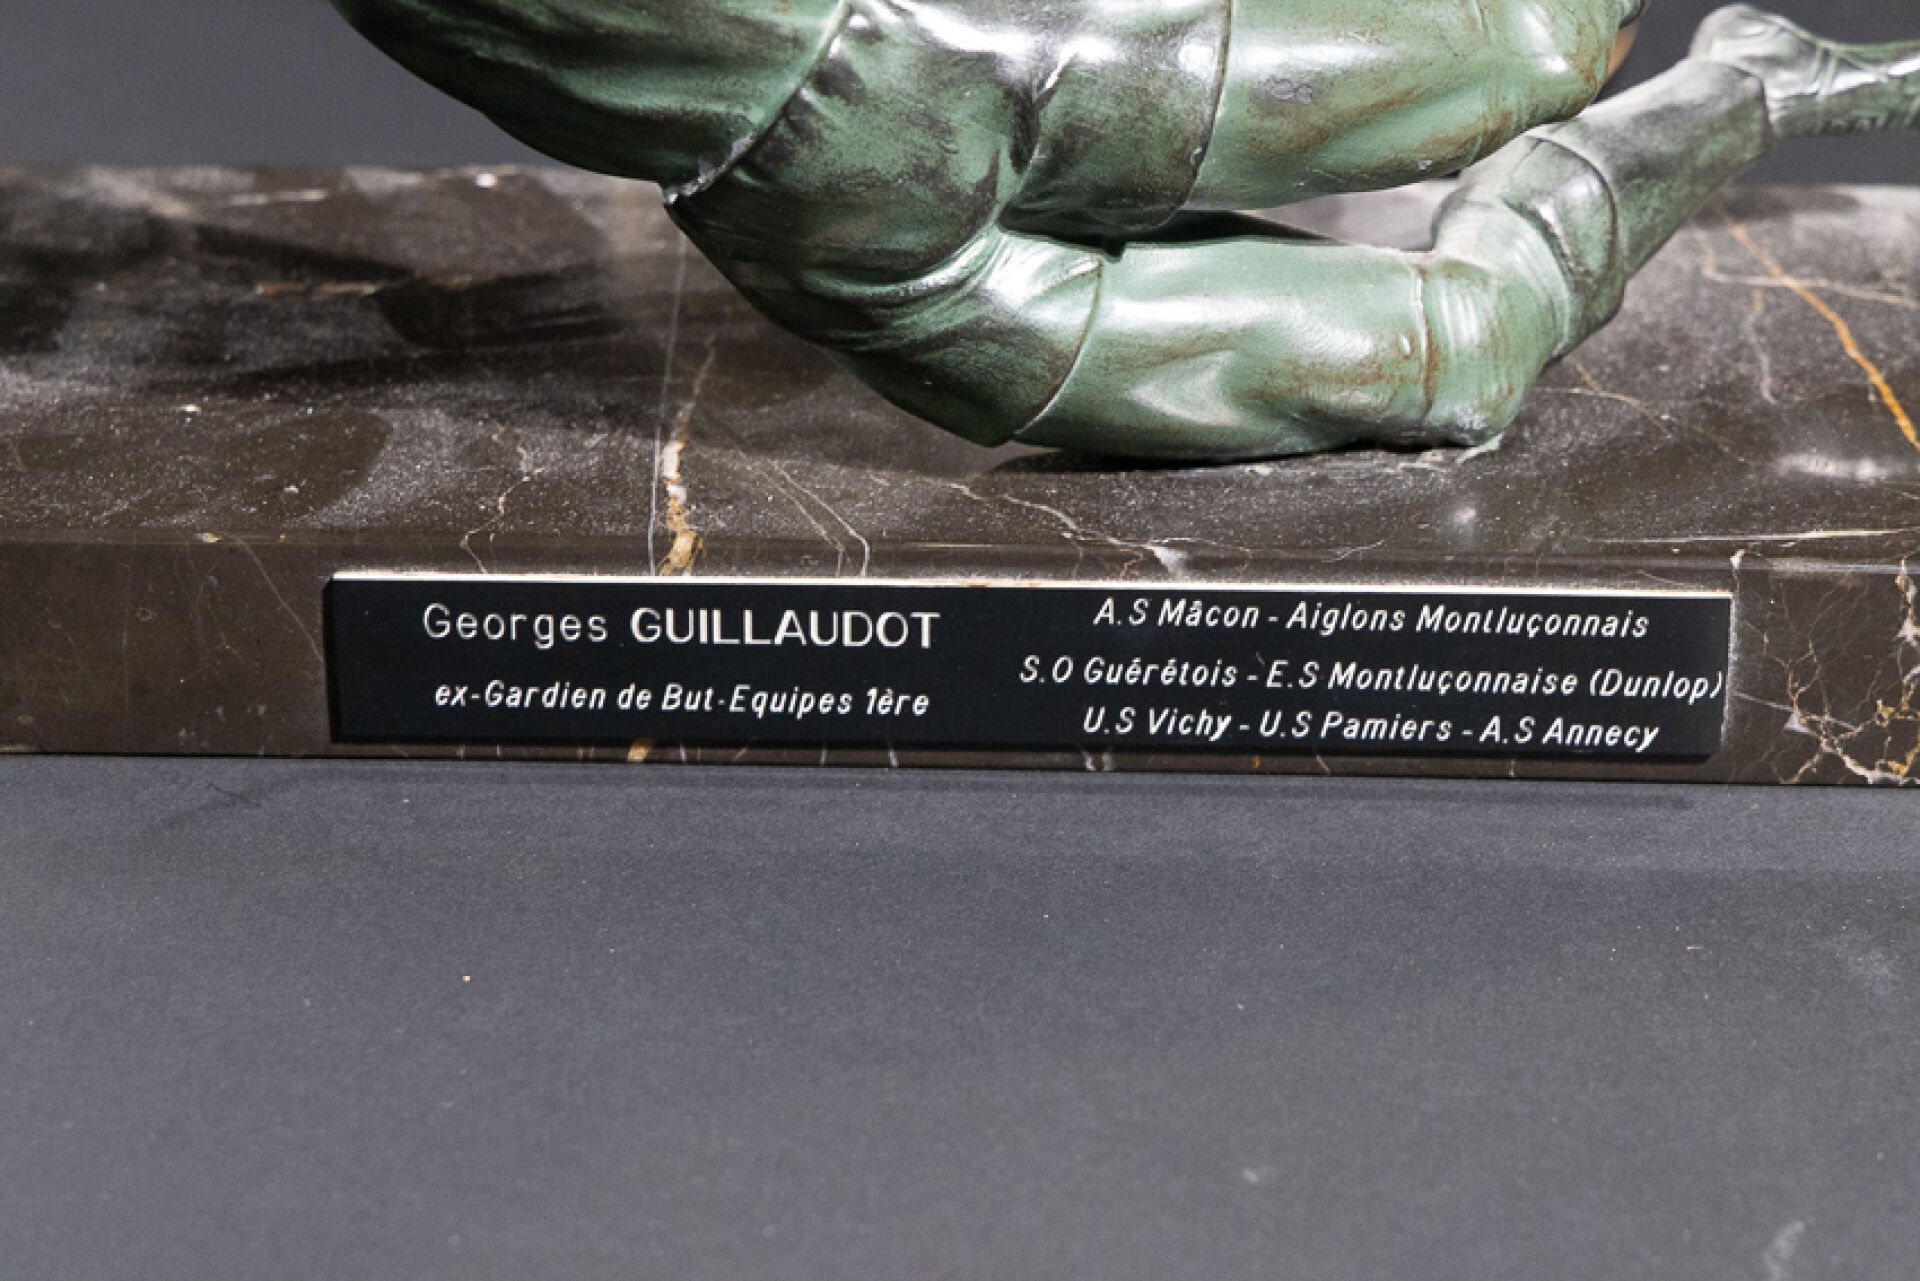 Georges GUILLAUDOT
ex-Gardien de But-Equipes 1ère
A.S Mâcon - Aiglons Montluçonnais
S.O Guérétois - E.S Montluçonnaise (Dunlop)
U.S Vichy - U.S Pamiers - A.S Annecy